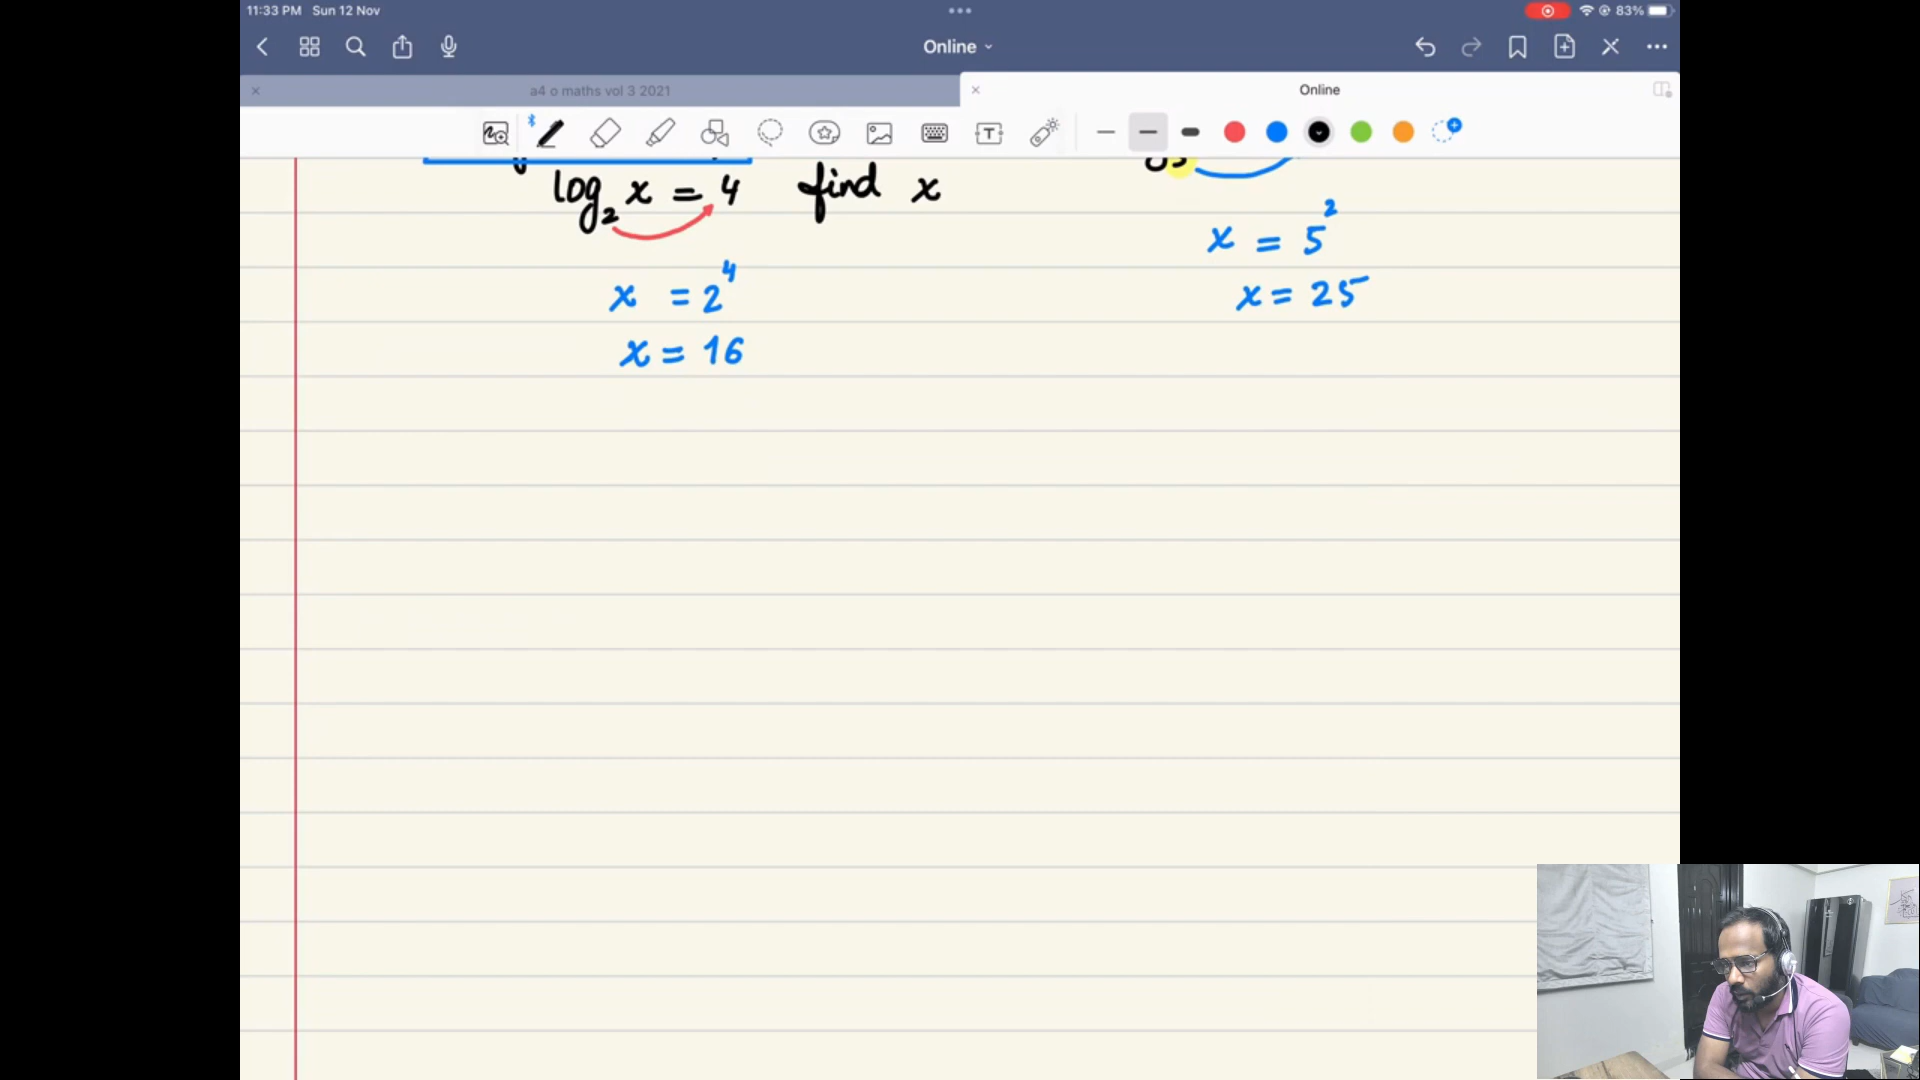 11:33 PM Sun 12 Nov
83%
Online
a4 o maths vol 3 2021
Online
log₂ x = 4 find x
x = 2⁴
x = 16
x = 5²
x = 25